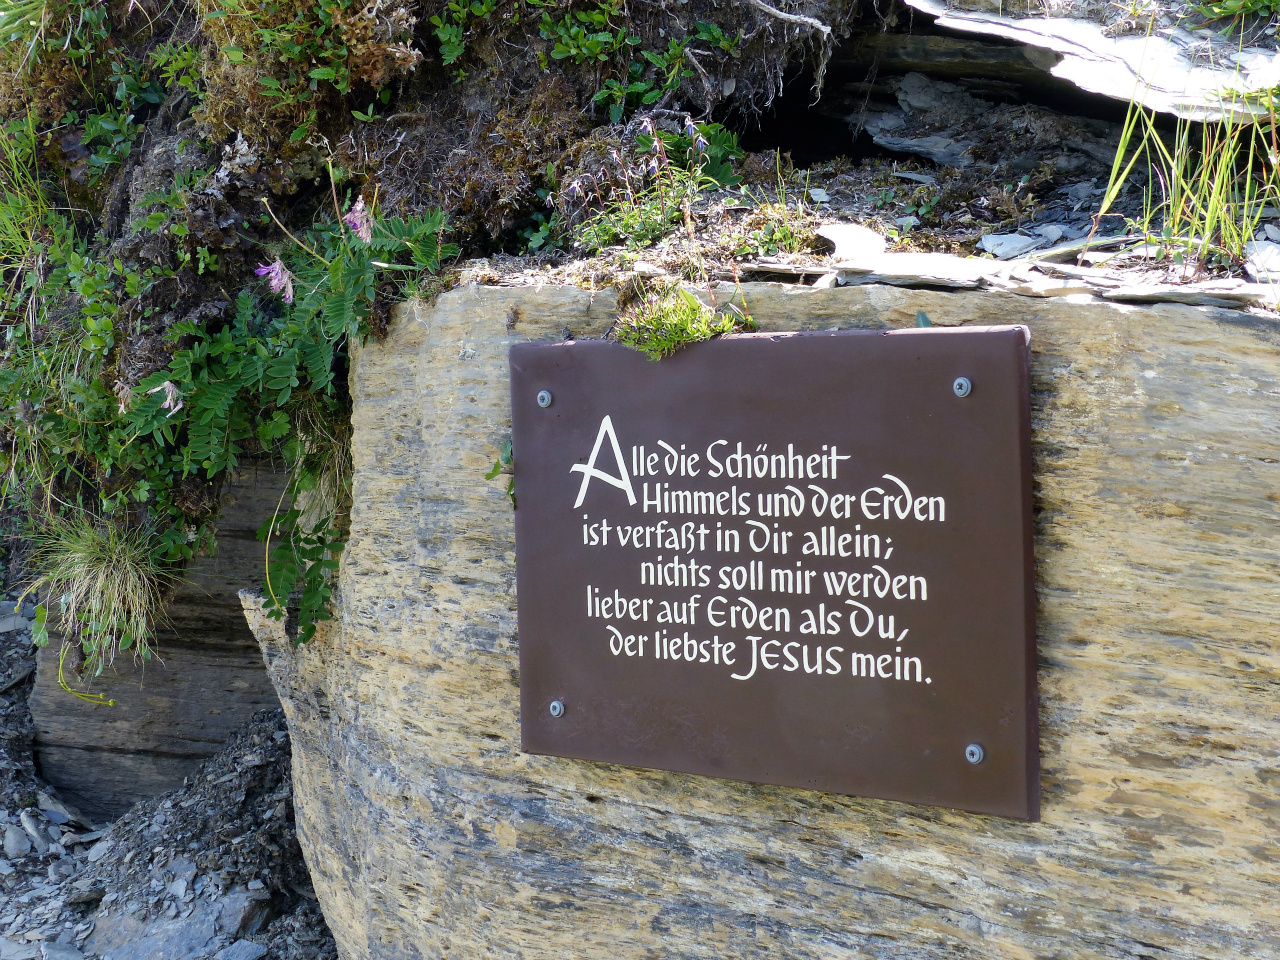 Alle die Schönheit
Himmels und der Erden
ist verfaßt in Dir allein;
nichts soll mir werden
lieber auf Erden als Du,
der liebste JESUS mein.